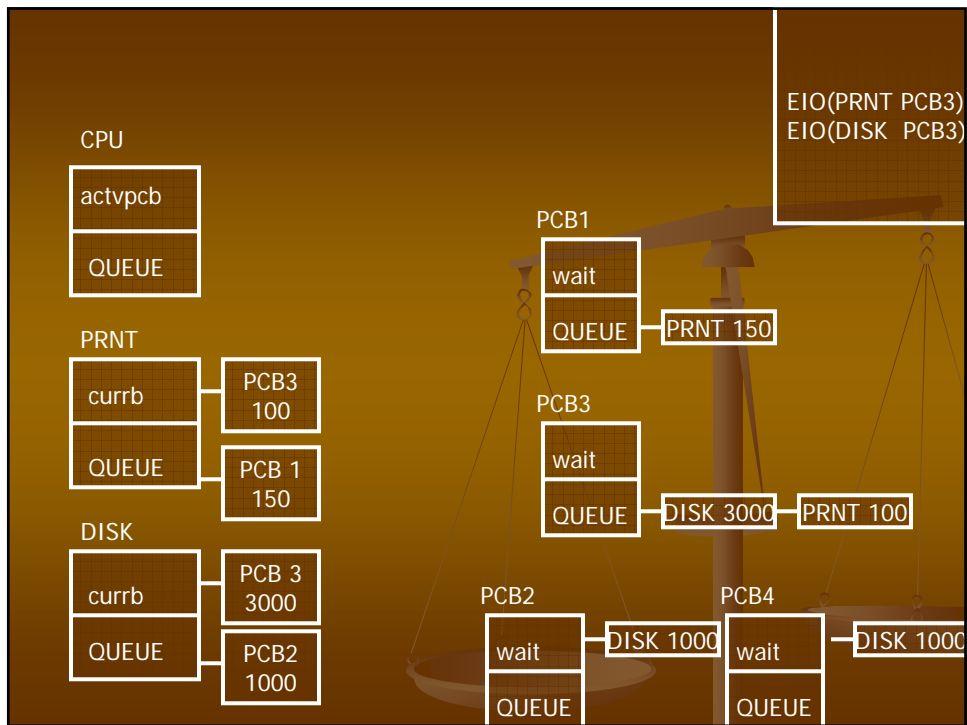 EIO(PRNT PCB3)
EIO(DISK PCB3)
CPU
actvpcb
QUEUE
PRNT
currb
PCB3
100
QUEUE
PCB 1
150
DISK
currb
PCB 3
3000
QUEUE
PCB2
1000
PCB1
wait
QUEUE
PRNT 150
PCB3
wait
QUEUE
DISK 3000
PRNT 100
PCB2
wait
DISK 1000
QUEUE
PCB4
wait
DISK 1000
QUEUE